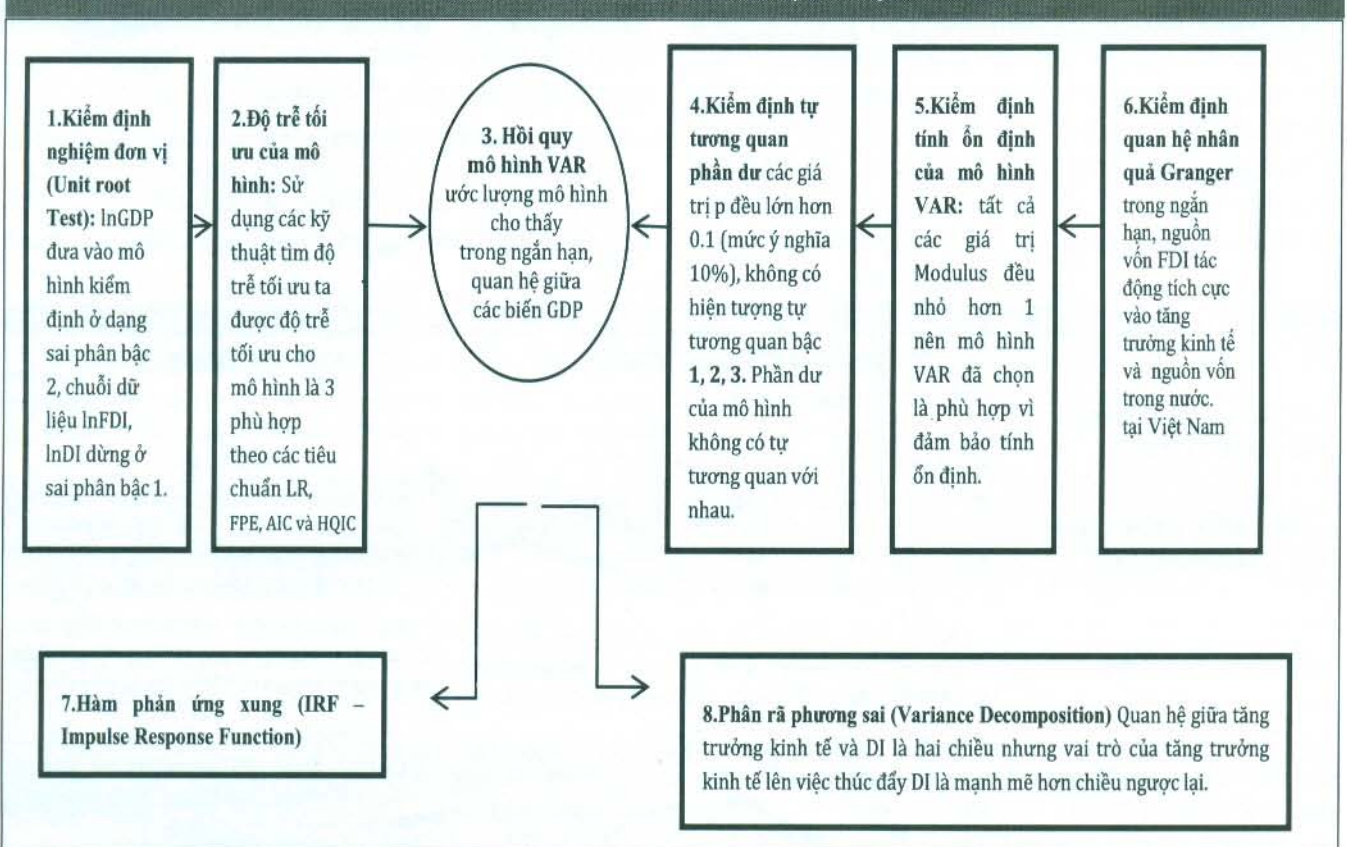 1.Kiểm định
nghiệm đơn vị
(Unit root
Test): lnGDP
đưa vào mô
hình kiểm
định ở dạng
sai phân bậc
2, chuỗi dữ
liệu lnFDI,
lnDI dừng ở
sai phân bậc 1.
2.Độ trễ tối
ưu của mô
hình: Sử
dụng các kỹ
thuật tìm độ
trễ tối ưu ta
được độ trễ
tối ưu cho
mô hình là 3
phù hợp
theo các tiêu
chuẩn LR,
FPE, AIC và HQIC
3. Hồi quy
mô hình VAR
ước lượng mô hình
cho thấy
trong ngắn hạn,
quan hệ giữa
các biến GDP
4.Kiểm định tự
tương quan
phần dư các giá
trị p đều lớn hơn
0.1 (mức ý nghĩa
10%), không có
hiện tượng tự
tương quan bậc
1, 2, 3. Phần dư
của mô hình
không có tự
tương quan với
nhau.
5.Kiểm định
tính ổn định
của mô hình
VAR: tất cả
các giá trị
Modulus đều
nhỏ hơn 1
nên mô hình
VAR đã chọn
là phù hợp vì
đảm bảo tính
ổn định.
6.Kiểm định
quan hệ nhân
quả Granger
trong ngắn
hạn, nguồn
vốn FDI tác
động tích cực
vào tăng
trưởng kinh tế
và nguồn vốn
trong nước.
tại Việt Nam
7.Hàm phản ứng xung (IRF –
Impulse Response Function)
8.Phân rã phương sai (Variance Decomposition) Quan hệ giữa tăng
trưởng kinh tế và DI là hai chiều nhưng vai trò của tăng trưởng
kinh tế lên việc thúc đẩy DI là mạnh mẽ hơn chiều ngược lại.